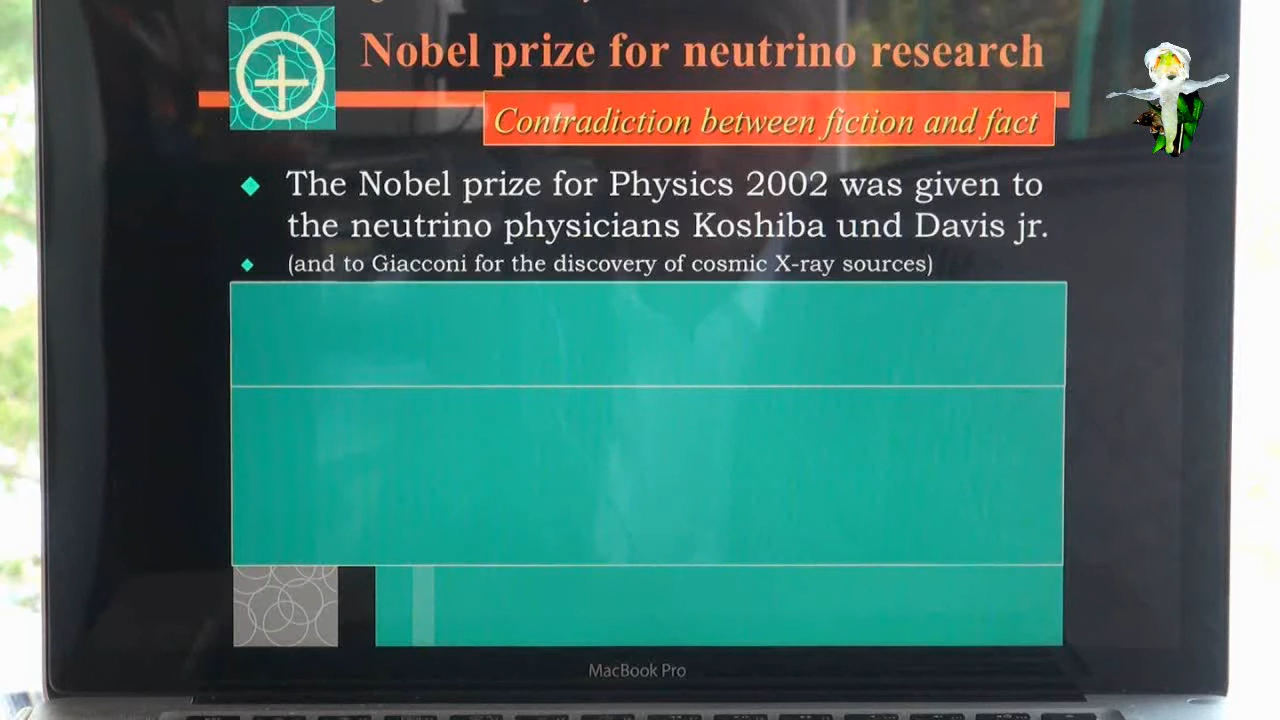 Nobel prize for neutrino research
Contradiction between fiction and fact
The Nobel prize for Physics 2002 was given to
the neutrino physicians Koshiba und Davis jr.
(and to Giacconi for the discovery of cosmic X-ray sources)
MacBook Pro